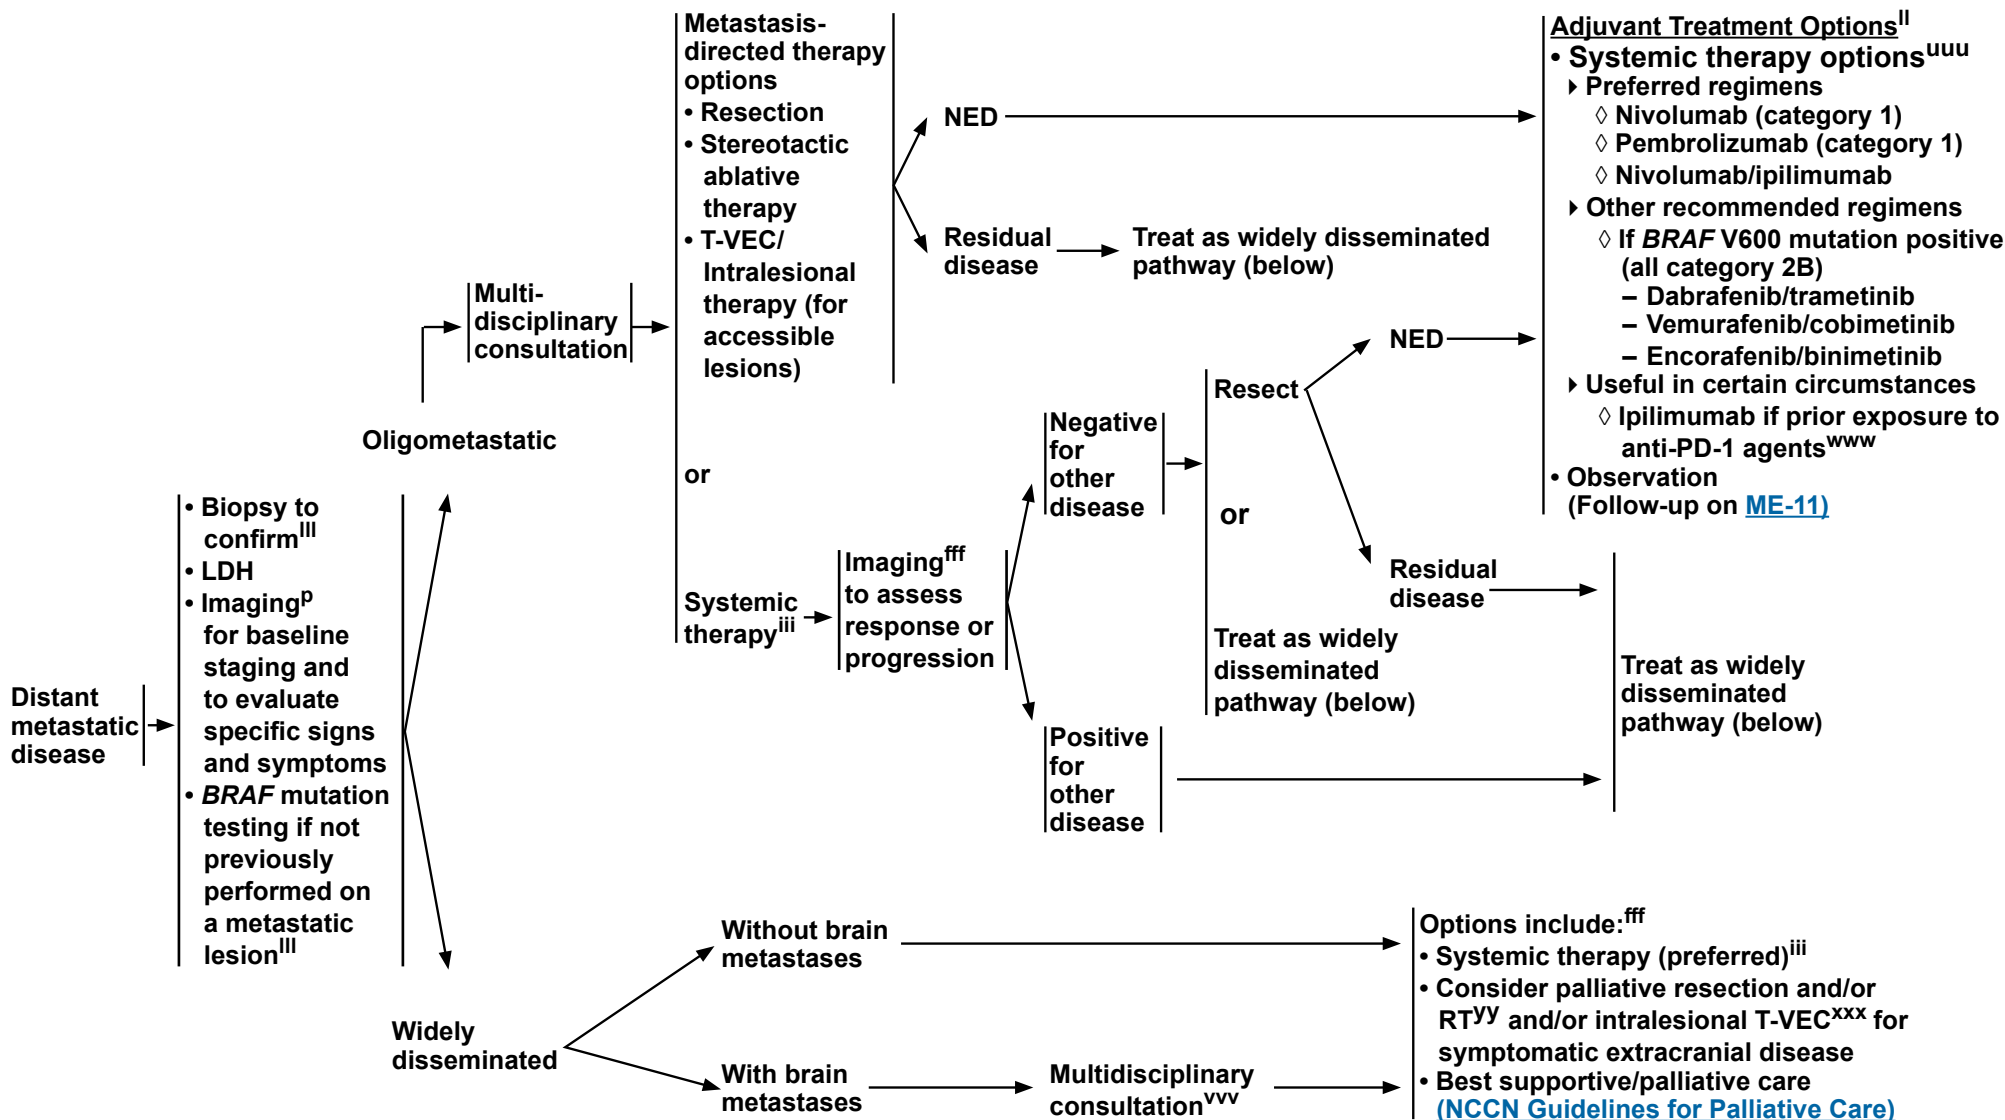 Distant
metastatic
disease
• Biopsy to
confirmlll
• LDH
• Imagingp
for baseline
staging and
to evaluate
specific signs
and symptoms
• BRAF mutation
testing if not
previously
performed on
a metastatic
lesionlll
Oligometastatic
Multi-
disciplinary
consultation
Metastasis-
directed therapy
options
• Resection
• Stereotactic
ablative
therapy
• T-VEC/
Intralesional
therapy (for
accessible
lesions)
or
Systemic
therapyiii
NED
Residual
disease
Treat as widely disseminated
pathway (below)
Imagingfff
to assess
response or
progression
Negative
for
other
disease
Positive
for
other
disease
Resect
or
Treat as widely
disseminated
pathway (below)
NED
Residual
disease
Adjuvant Treatment Optionsll
• Systemic therapy optionsuuu
▸ Preferred regimens
◊ Nivolumab (category 1)
◊ Pembrolizumab (category 1)
◊ Nivolumab/ipilimumab
▸ Other recommended regimens
◊ If BRAF V600 mutation positive
(all category 2B)
– Dabrafenib/trametinib
– Vemurafenib/cobimetinib
– Encorafenib/binimetinib
▸ Useful in certain circumstances
◊ Ipilimumab if prior exposure to
anti-PD-1 agentswww
• Observation
(Follow-up on ME-11)
Treat as widely
disseminated
pathway (below)
Widely
disseminated
Without brain
metastases
With brain
metastases
Multidisciplinary
consultationvvv
Options include:fff
• Systemic therapy (preferred)iii
• Consider palliative resection and/or
RTyy and/or intralesional T-VECxxx for
symptomatic extracranial disease
• Best supportive/palliative care
(NCCN Guidelines for Palliative Care)